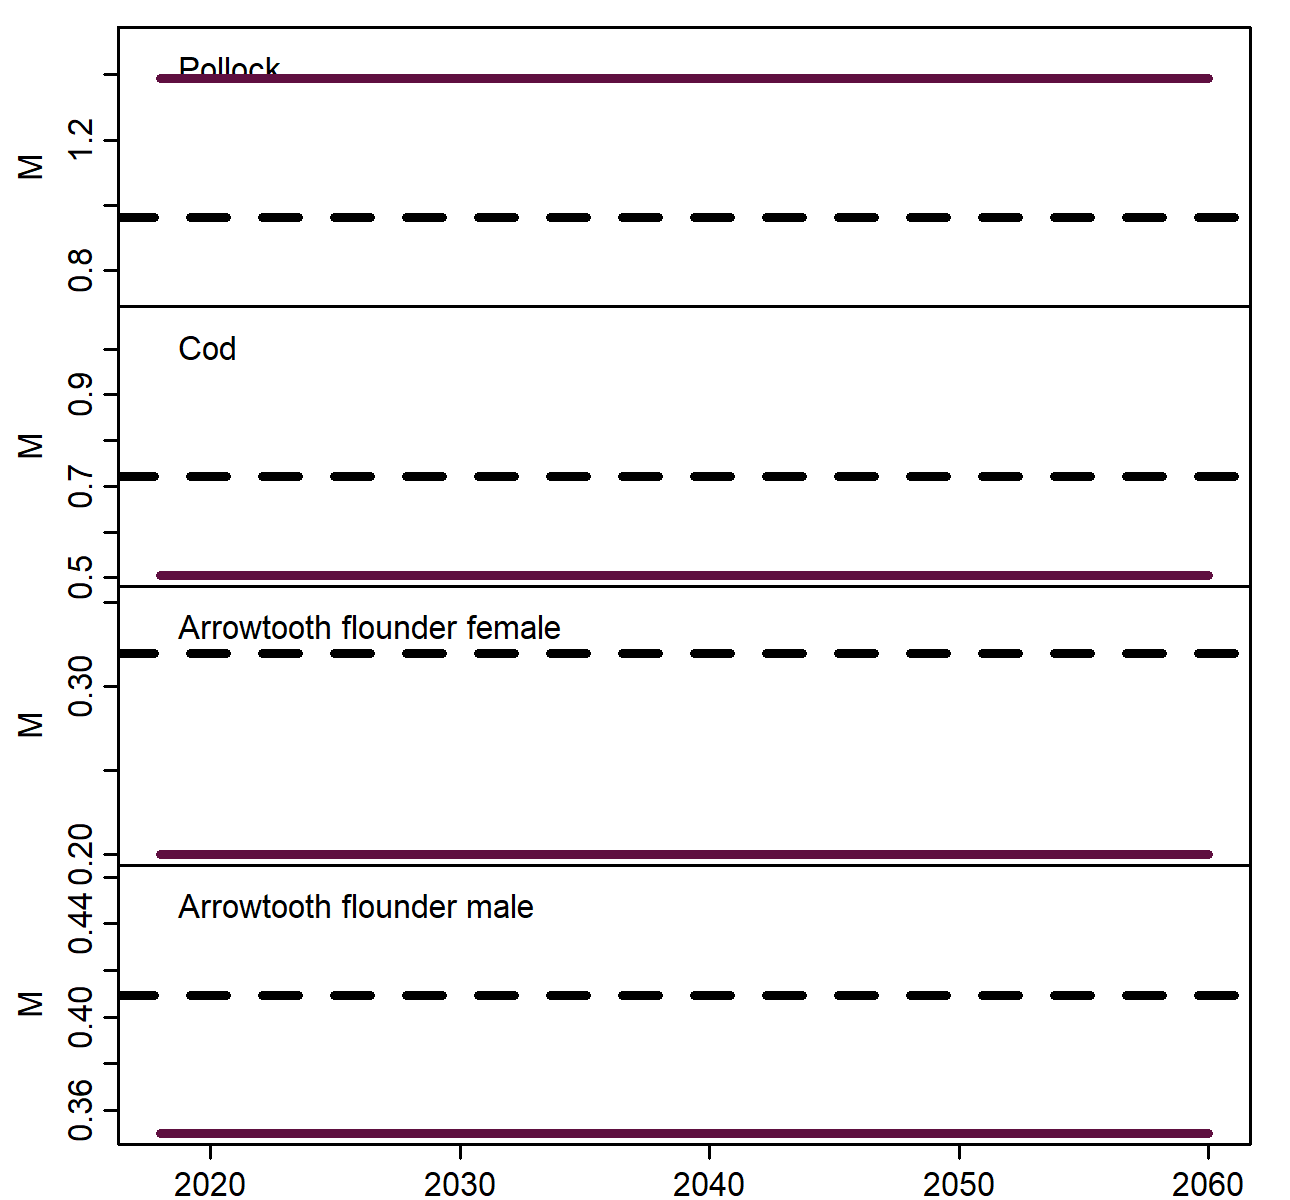 Pollock
M
1.2
0.8
Cod
M
0.9
0.7
0.5
Arrowtooth flounder female
M
0.30
0.20
Arrowtooth flounder male
M
0.44
0.40
0.36
2020 2030 2040 2050 2060